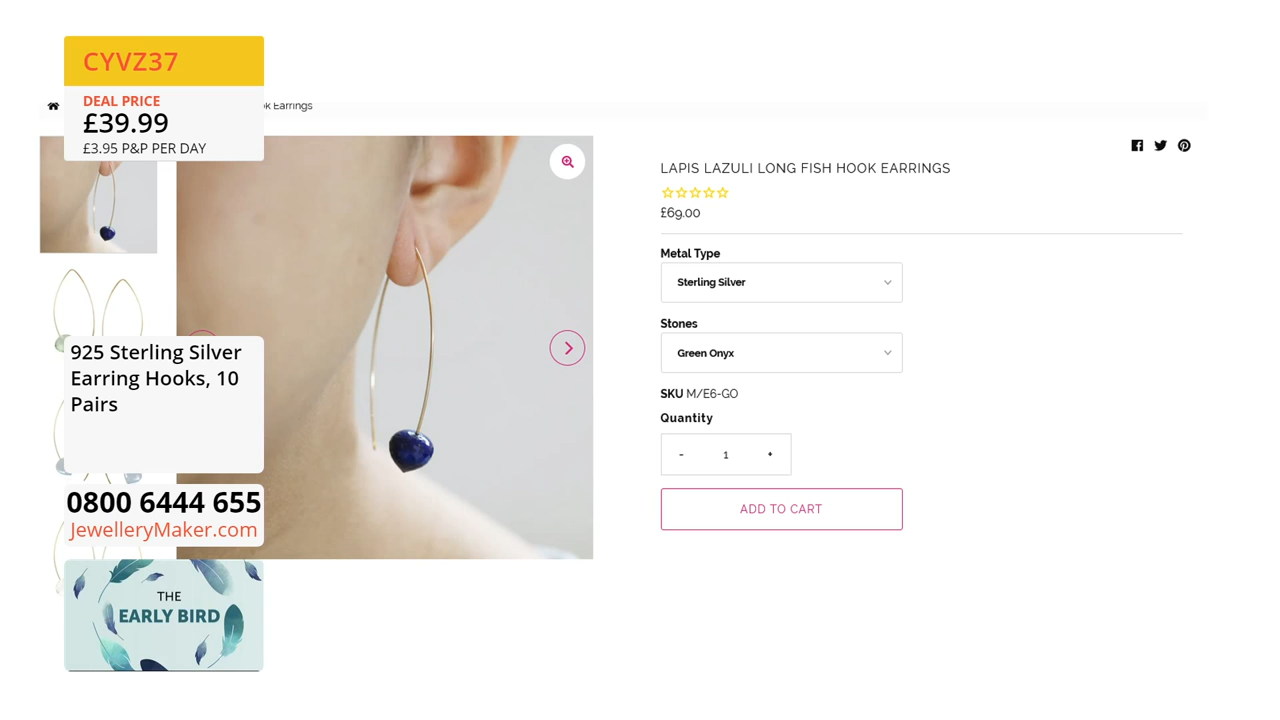 CYVZ37
DEAL PRICE
£39.99
£3.95 P&P PER DAY
Earrings
LAPIS LAZULI LONG FISH HOOK EARRINGS
£69.00
Metal Type
Sterling Silver
Stones
Green Onyx
SKU M/E6-GO
Quantity
- 1 +
ADD TO CART
925 Sterling Silver
Earring Hooks, 10
Pairs
0800 6444 655
JewelleryMaker.com
THE
EARLY BIRD